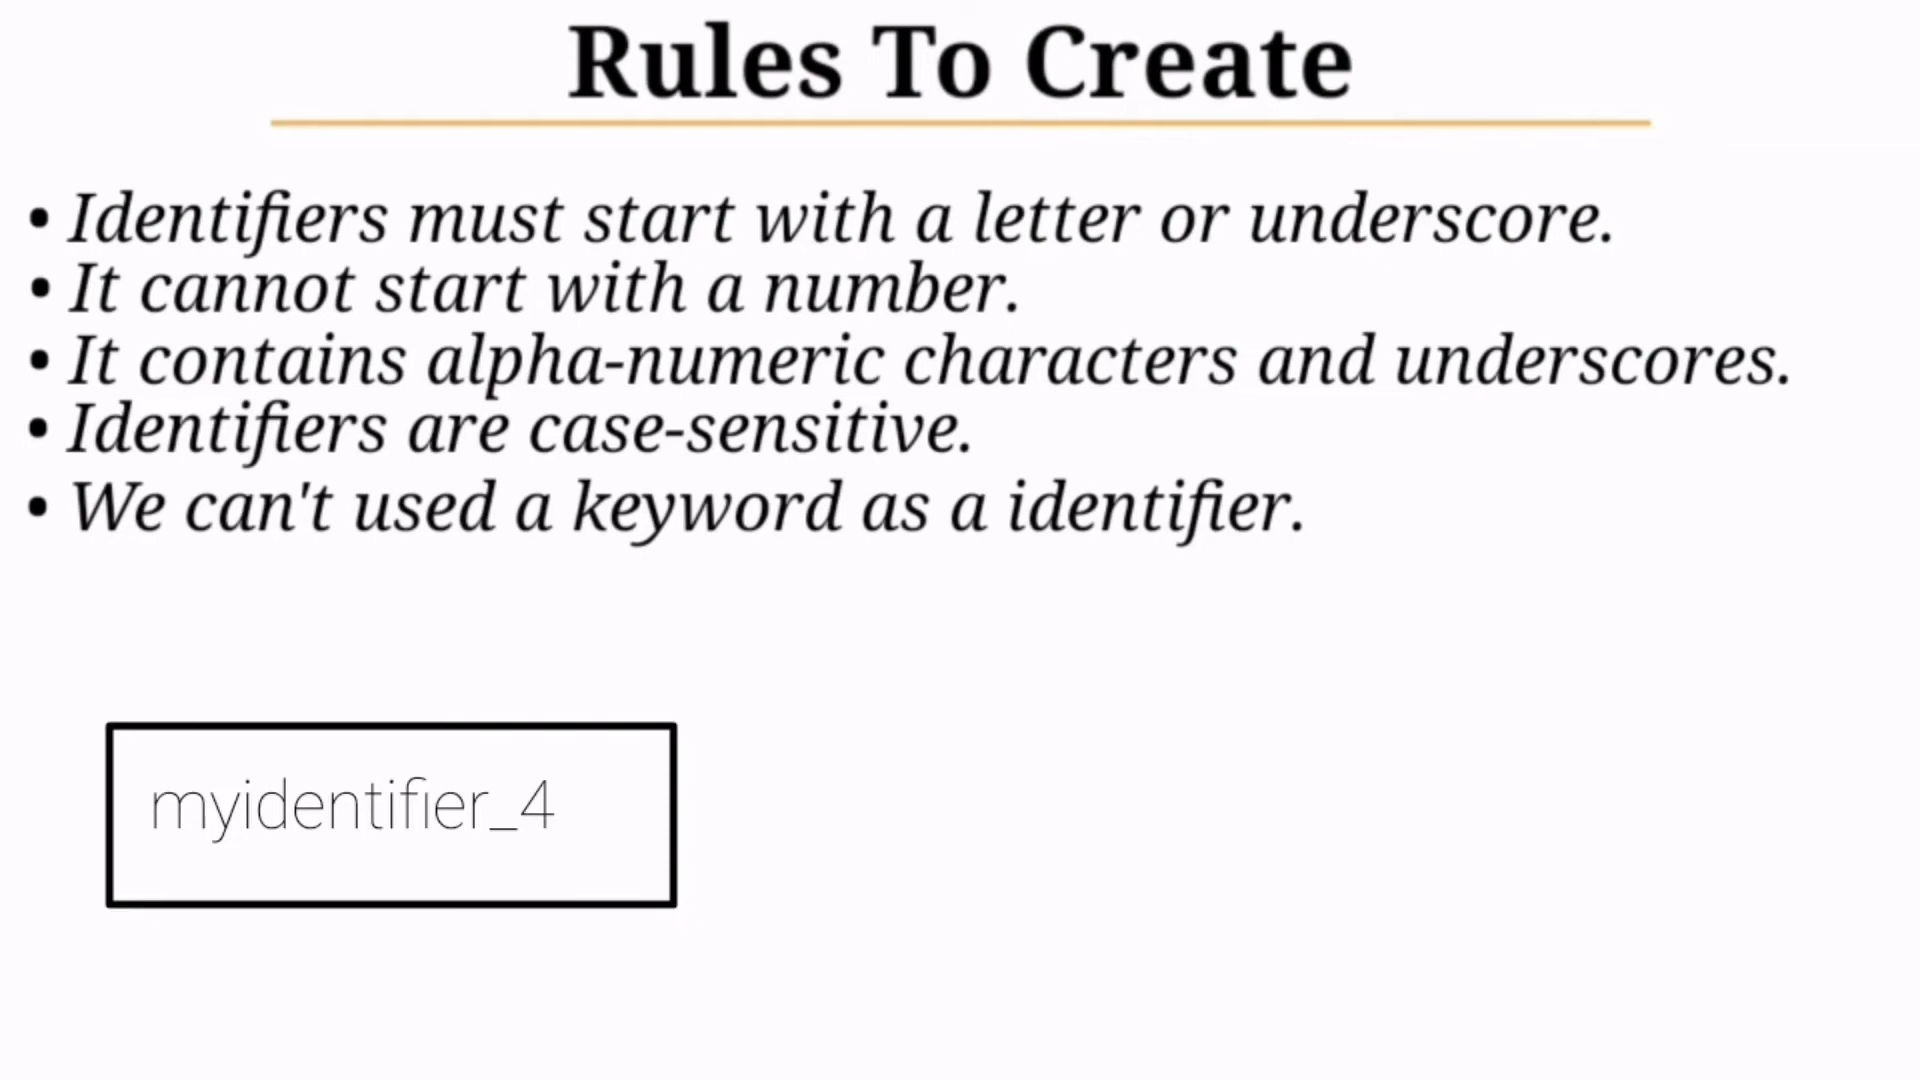 Rules To Create
• Identifiers must start with a letter or underscore.
• It cannot start with a number.
• It contains alpha-numeric characters and underscores.
• Identifiers are case-sensitive.
• We can't used a keyword as a identifier.
myidentifier_4